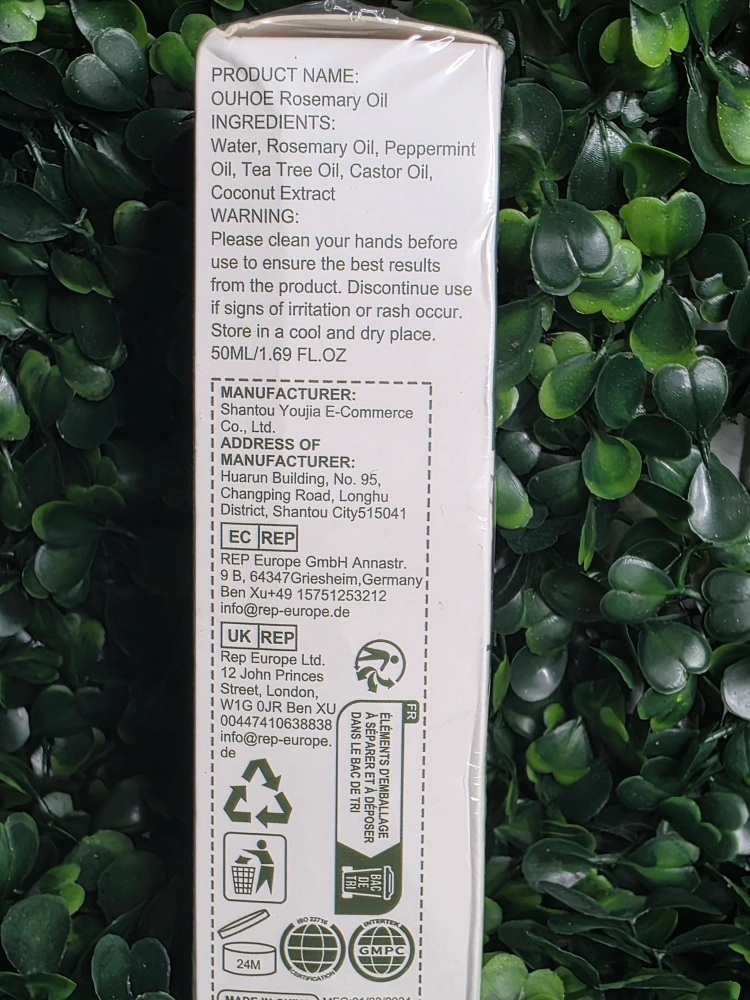 PRODUCT NAME:
OUHOE Rosemary Oil
INGREDIENTS:
Water, Rosemary Oil, Peppermint
Oil, Tea Tree Oil, Castor Oil,
Coconut Extract
WARNING:
Please clean your hands before
use to ensure the best results
from the product. Discontinue use
if signs of irritation or rash occur.
Store in a cool and dry place.
50ML/1.69 FL.OZ
MANUFACTURER:
Shantou Youjia E-Commerce
Co., Ltd.
ADDRESS OF
MANUFACTURER:
Huarun Building, No. 95,
Changping Road, Longhu
District, Shantou City515041
EC REP
REP Europe GmbH Annastr.
9 B, 64347Griesheim,Germany
Ben Xu+49 15751253212
info@rep-europe.de
UK REP
Rep Europe Ltd.
12 John Princes
Street, London,
W1G 0JR Ben XU
00447410638838
info@rep-europe.
de
FR
ÉLÉMENTS D'EMBALLAGE
À SÉPARER ET À DÉPOSER
DANS LE BAC DE TRI
BAC
DE
TRI
24M
ISO 22716
CERTIFICATION
INTERTEK
GMPC